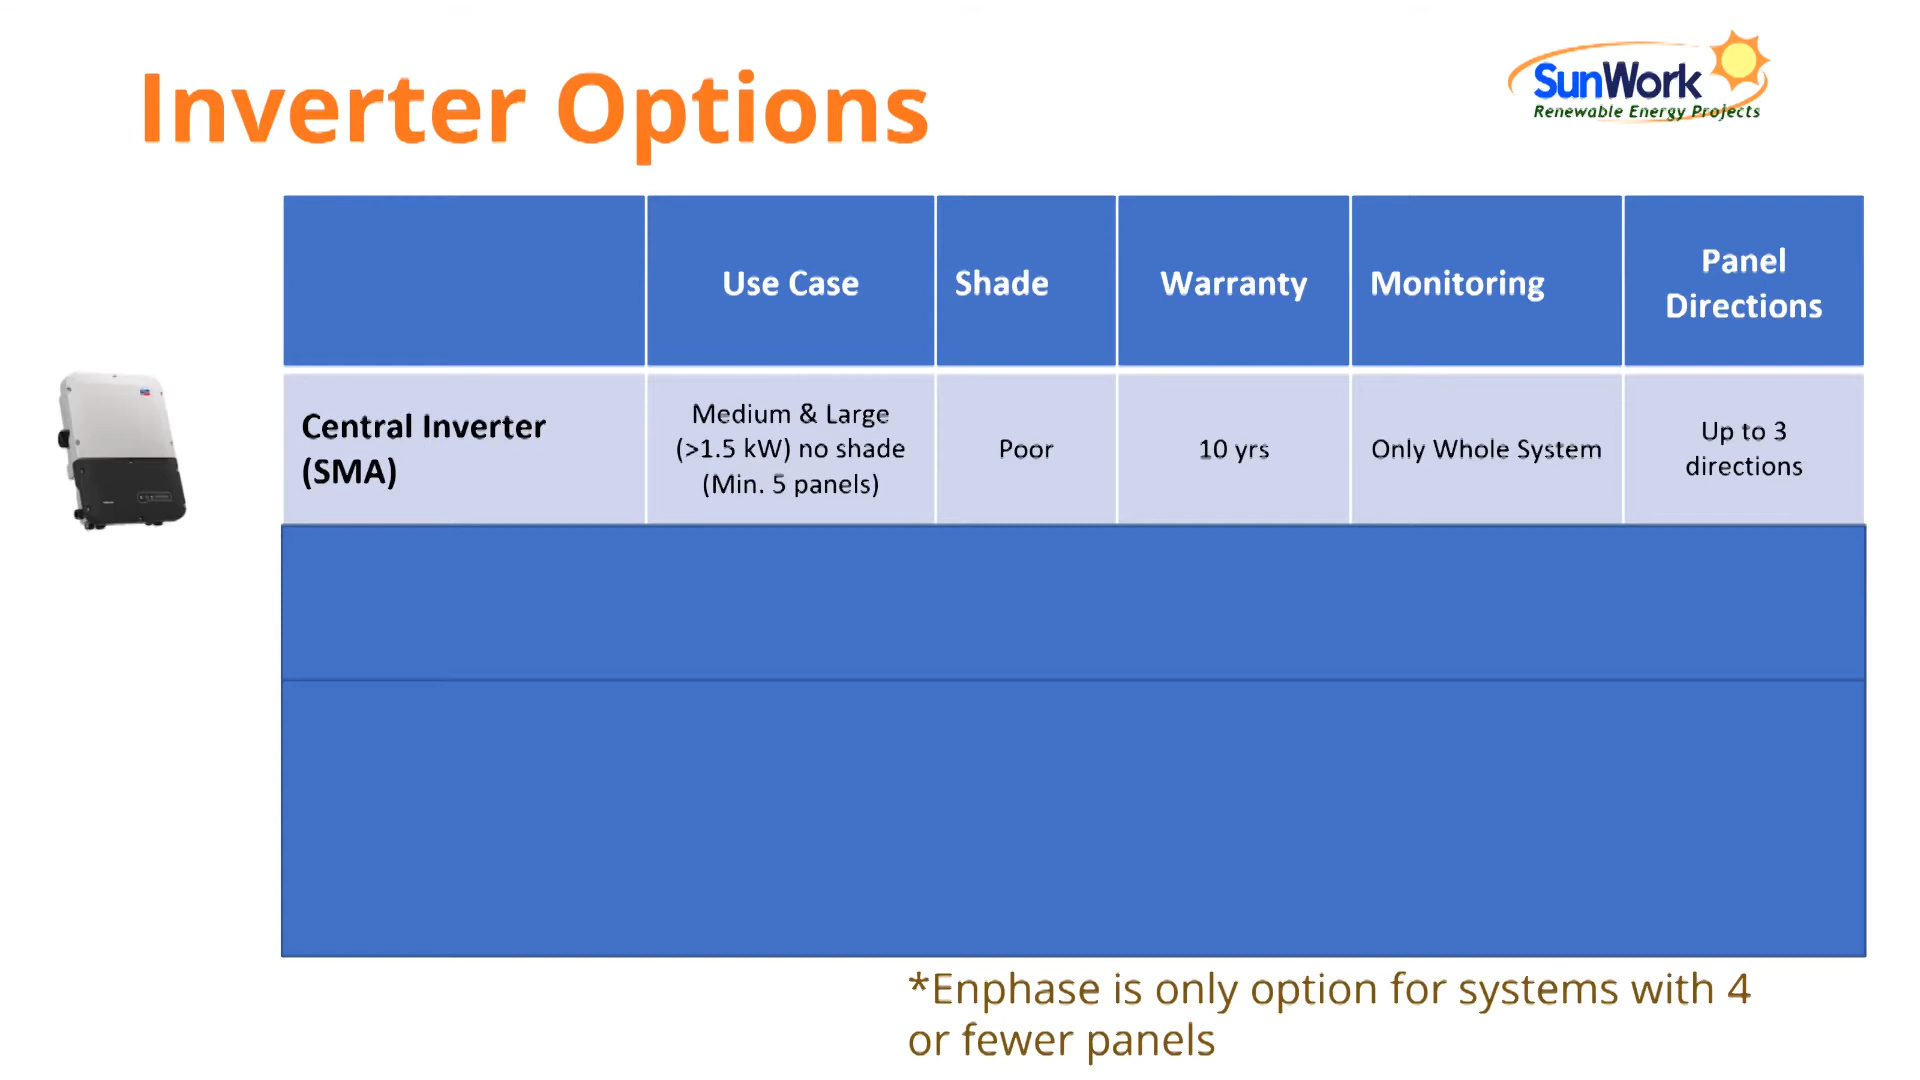 Inverter Options
SunWork
Renewable Energy Projects
Use Case
Shade
Warranty
Monitoring
Panel
Directions
Central Inverter
(SMA)
Medium & Large
(>1.5 kW) no shade
(Min. 5 panels)
Poor
10 yrs
Only Whole System
Up to 3
directions
*Enphase is only option for systems with 4
or fewer panels